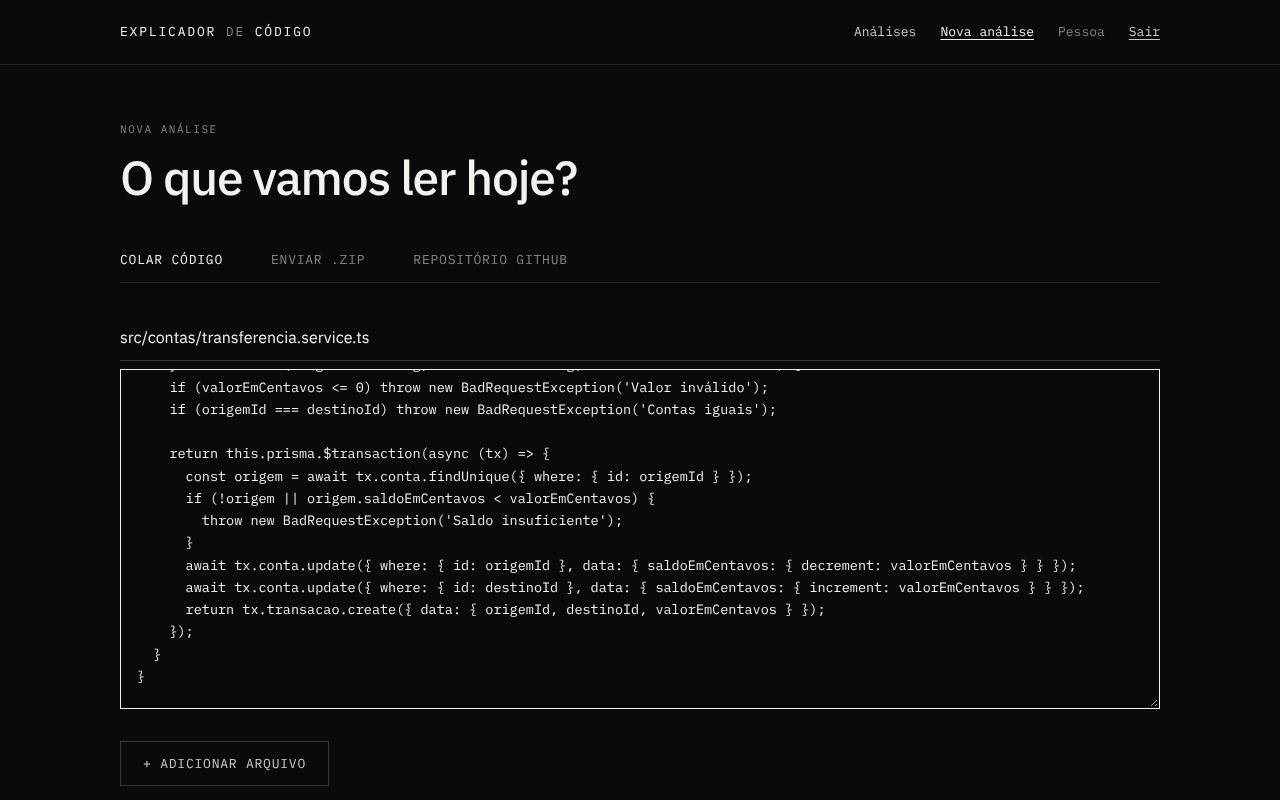 EXPLICADOR DE CÓDIGO
Análises Nova análise Pessoa Sair
NOVA ANÁLISE
O que vamos ler hoje?
COLAR CÓDIGO ENVIAR .ZIP REPOSITÓRIO GITHUB
src/contas/transferencia.service.ts
if (valorEmCentavos <= 0) throw new BadRequestException('Valor inválido');
if (origemId === destinoId) throw new BadRequestException('Contas iguais');
return this.prisma.$transaction(async (tx) => {
const origem = await tx.conta.findUnique({ where: { id: origemId } });
if (!origem || origem.saldoEmCentavos < valorEmCentavos) {
throw new BadRequestException('Saldo insuficiente');
}
await tx.conta.update({ where: { id: origemId }, data: { saldoEmCentavos: { decrement: valorEmCentavos } } });
await tx.conta.update({ where: { id: destinoId }, data: { saldoEmCentavos: { increment: valorEmCentavos } } });
return tx.transacao.create({ data: { origemId, destinoId, valorEmCentavos } });
});
}
}
+ ADICIONAR ARQUIVO